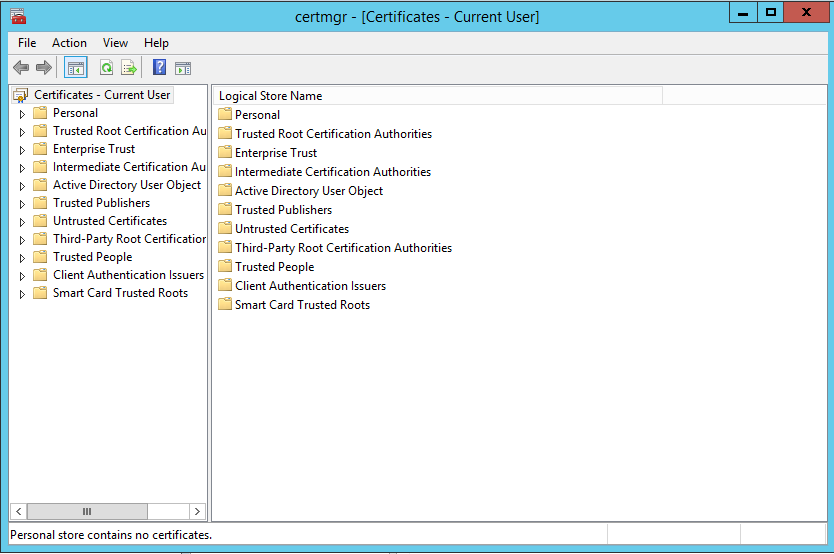 certmgr - [Certificates - Current User]
File Action View Help
Certificates - Current User
Personal
Trusted Root Certification Au
Enterprise Trust
Intermediate Certification Au
Active Directory User Object
Trusted Publishers
Untrusted Certificates
Third-Party Root Certification
Trusted People
Client Authentication Issuers
Smart Card Trusted Roots
Logical Store Name
Personal
Trusted Root Certification Authorities
Enterprise Trust
Intermediate Certification Authorities
Active Directory User Object
Trusted Publishers
Untrusted Certificates
Third-Party Root Certification Authorities
Trusted People
Client Authentication Issuers
Smart Card Trusted Roots
Personal store contains no certificates.